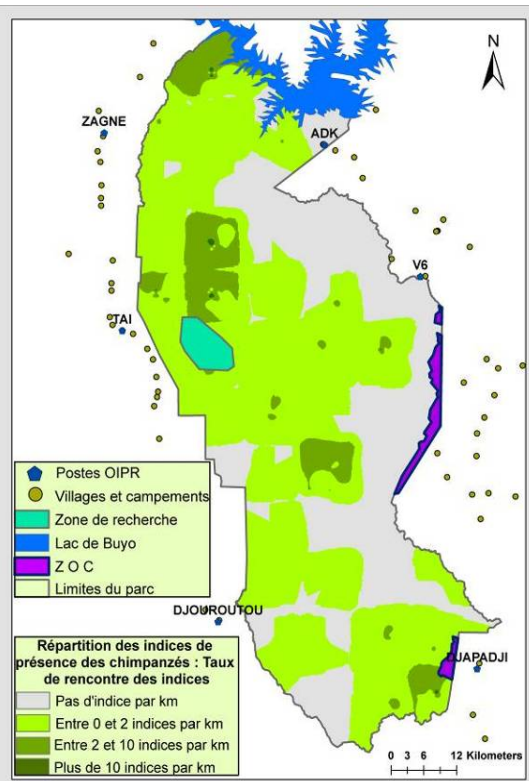 N
ZAGNE
ADK
V6
TAI
Postes OIPR
Villages et campements
Zone de recherche
Lac de Buyo
Z O C
Limites du parc
DJOUROUTOU
DJAPADJI
Répartition des indices de
présence des chimpanzés : Taux
de rencontre des indices
Pas d'indice par km
Entre 0 et 2 indices par km
Entre 2 et 10 indices par km
Plus de 10 indices par km
0 3 6 12 Kilometers